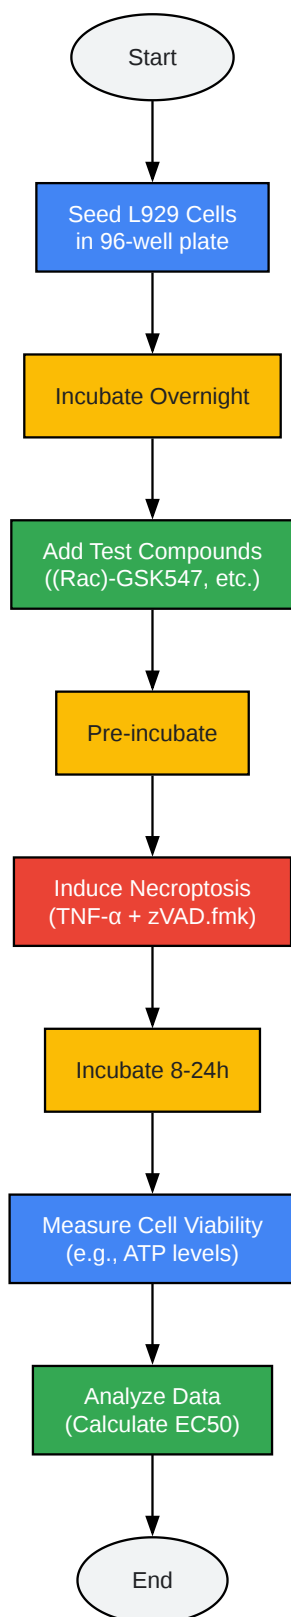 Start
Seed L929 Cells
in 96-well plate
Incubate Overnight
Add Test Compounds
((Rac)-GSK547, etc.)
Pre-incubate
Induce Necroptosis
(TNF-α + zVAD.fmk)
Incubate 8-24h
Measure Cell Viability
(e.g., ATP levels)
Analyze Data
(Calculate EC50)
End